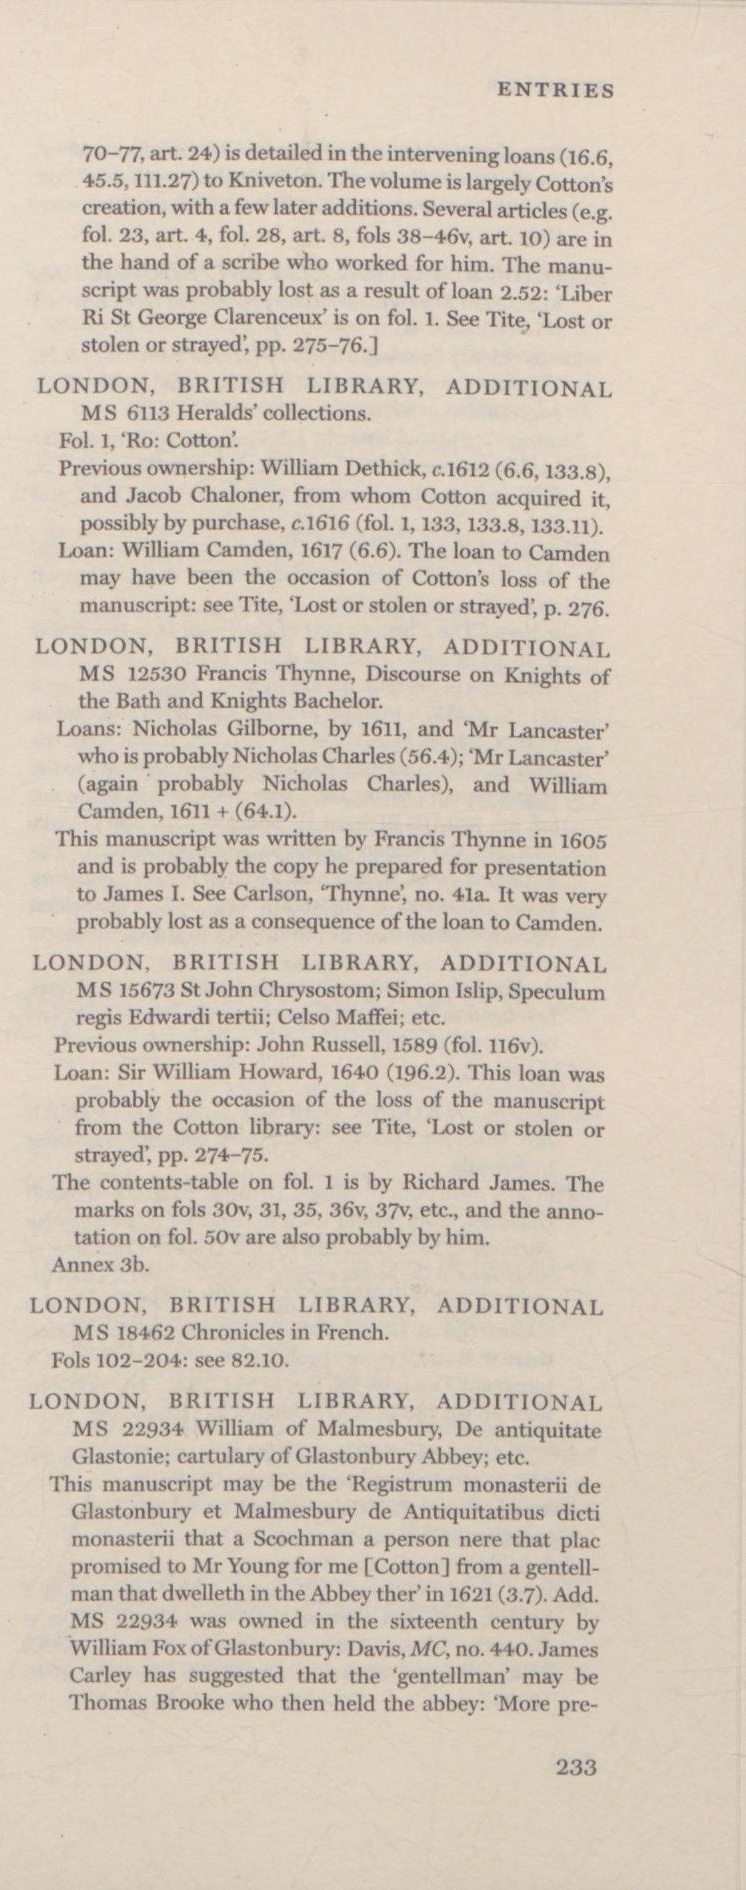 ENTRIES
70–77, art. 24) is detailed in the intervening loans (16.6,
45.5, 111.27) to Kniveton. The volume is largely Cotton's
creation, with a few later additions. Several articles (e.g.
fol. 23, art. 4, fol. 28, art. 8, fols 38–46v, art. 10) are in
the hand of a scribe who worked for him. The manu-
script was probably lost as a result of loan 2.52: 'Liber
Ri St George Clarenceux' is on fol. 1. See Tite, 'Lost or
stolen or strayed', pp. 275–76.]
LONDON, BRITISH LIBRARY, ADDITIONAL
MS 6113 Heralds' collections.
Fol. 1, 'Ro: Cotton'.
Previous ownership: William Dethick, c.1612 (6.6, 133.8),
and Jacob Chaloner, from whom Cotton acquired it,
possibly by purchase, c.1616 (fol. 1, 133, 133.8, 133.11).
Loan: William Camden, 1617 (6.6). The loan to Camden
may have been the occasion of Cotton's loss of the
manuscript: see Tite, 'Lost or stolen or strayed', p. 276.
LONDON, BRITISH LIBRARY, ADDITIONAL
MS 12530 Francis Thynne, Discourse on Knights of
the Bath and Knights Bachelor.
Loans: Nicholas Gilborne, by 1611, and 'Mr Lancaster'
who is probably Nicholas Charles (56.4); 'Mr Lancaster'
(again probably Nicholas Charles), and William
Camden, 1611 + (64.1).
This manuscript was written by Francis Thynne in 1605
and is probably the copy he prepared for presentation
to James I. See Carlson, 'Thynne', no. 41a. It was very
probably lost as a consequence of the loan to Camden.
LONDON, BRITISH LIBRARY, ADDITIONAL
MS 15673 St John Chrysostom; Simon Islip, Speculum
regis Edwardi tertii; Celso Maffei; etc.
Previous ownership: John Russell, 1589 (fol. 116v).
Loan: Sir William Howard, 1640 (196.2). This loan was
probably the occasion of the loss of the manuscript
from the Cotton library: see Tite, 'Lost or stolen or
strayed', pp. 274–75.
The contents-table on fol. 1 is by Richard James. The
marks on fols 30v, 31, 35, 36v, 37v, etc., and the anno-
tation on fol. 50v are also probably by him.
Annex 3b.
LONDON, BRITISH LIBRARY, ADDITIONAL
MS 18462 Chronicles in French.
Fols 102–204: see 82.10.
LONDON, BRITISH LIBRARY, ADDITIONAL
MS 22934 William of Malmesbury, De antiquitate
Glastonie; cartulary of Glastonbury Abbey; etc.
This manuscript may be the 'Registrum monasterii de
Glastonbury et Malmesbury de Antiquitatibus dicti
monasterii that a Scochman a person nere that plac
promised to Mr Young for me [Cotton] from a gentell-
man that dwelleth in the Abbey ther' in 1621 (3.7). Add.
MS 22934 was owned in the sixteenth century by
William Fox of Glastonbury: Davis, MC, no. 440. James
Carley has suggested that the 'gentellman' may be
Thomas Brooke who then held the abbey: 'More pre-
233